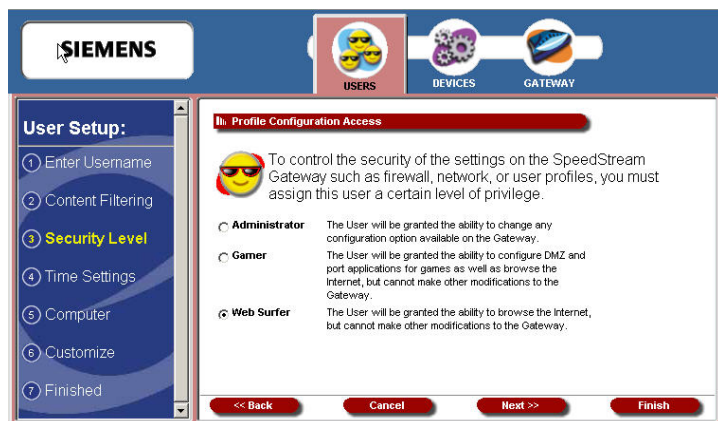 SIEMENS
USERS
DEVICES
GATEWAY
User Setup:
1 Enter Username
2 Content Filtering
3 Security Level
4 Time Settings
5 Computer
6 Customize
7 Finished
Profile Configuration Access
To control the security of the settings on the SpeedStream
Gateway such as firewall, network, or user profiles, you must
assign this user a certain level of privilege.
Administrator
The User will be granted the ability to change any
configuration option available on the Gateway.
Gamer
The User will be granted the ability to configure DMZ and
port applications for games as well as browse the
Internet, but cannot make other modifications to the
Gateway.
Web Surfer
The User will be granted the ability to browse the Internet,
but cannot make other modifications to the Gateway.
<< Back
Cancel
Next >>
Finish